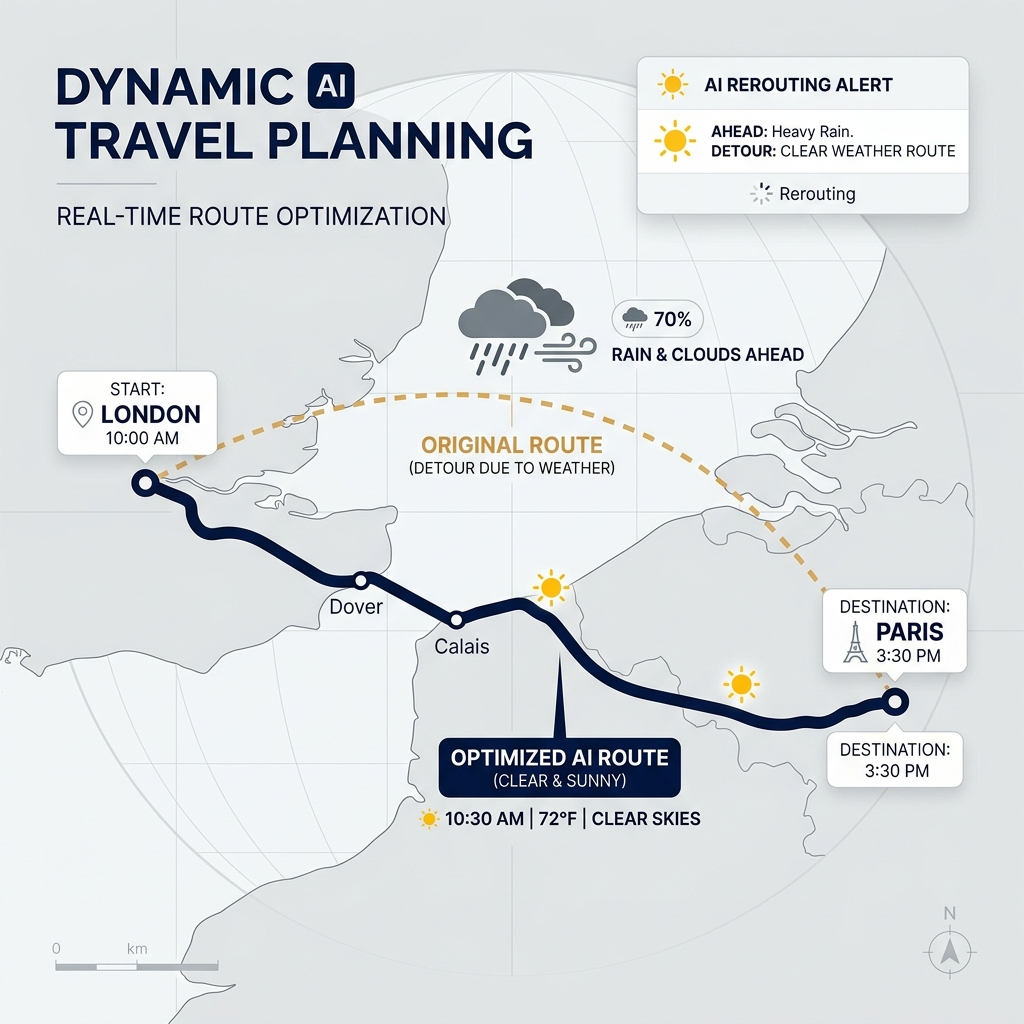 DYNAMIC AI
TRAVEL PLANNING
REAL-TIME ROUTE OPTIMIZATION
AI REROUTING ALERT
AHEAD: Heavy Rain.
DETOUR: CLEAR WEATHER ROUTE
Rerouting
70%
RAIN & CLOUDS AHEAD
START:
LONDON
10:00 AM
ORIGINAL ROUTE
(DETOUR DUE TO WEATHER)
Dover
Calais
DESTINATION:
PARIS
3:30 PM
DESTINATION:
3:30 PM
OPTIMIZED AI ROUTE
(CLEAR & SUNNY)
10:30 AM | 72°F | CLEAR SKIES
0 km
N